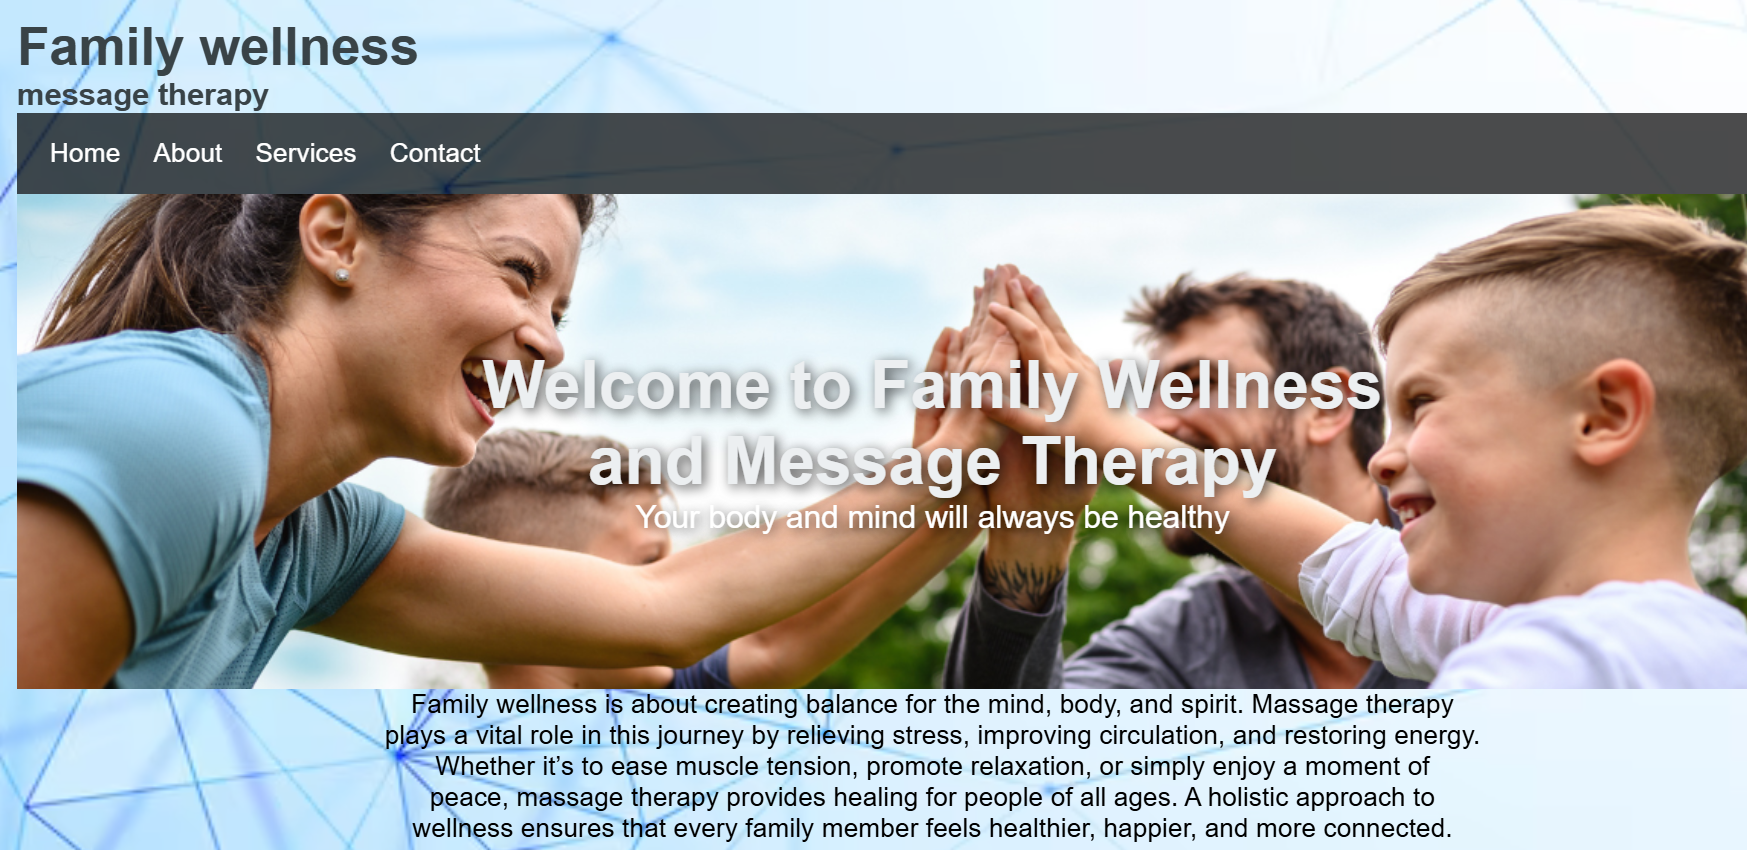 Family wellness
message therapy
Home About Services Contact
Welcome to Family Wellness
and Message Therapy
Your body and mind will always be healthy
Family wellness is about creating balance for the mind, body, and spirit. Massage therapy
plays a vital role in this journey by relieving stress, improving circulation, and restoring energy.
Whether it’s to ease muscle tension, promote relaxation, or simply enjoy a moment of
peace, massage therapy provides healing for people of all ages. A holistic approach to
wellness ensures that every family member feels healthier, happier, and more connected.